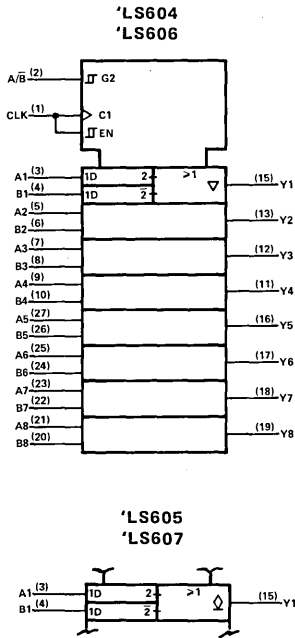 'LS604
'LS606
A/B̅ (2) G2
CLK (1) C1
EN
A1 (3) 1D 2 ≥1 ▽ (15) Y1
B1 (4) 1D 2̅
A2 (5) (13) Y2
B2 (6)
A3 (7) (12) Y3
B3 (8)
A4 (9) (11) Y4
B4 (10)
A5 (27) (16) Y5
B5 (26)
A6 (25) (17) Y6
B6 (24)
A7 (23) (18) Y7
B7 (22)
A8 (21) (19) Y8
B8 (20)
'LS605
'LS607
A1 (3) 1D 2 ≥1 (15) Y1
B1 (4) 1D 2̅